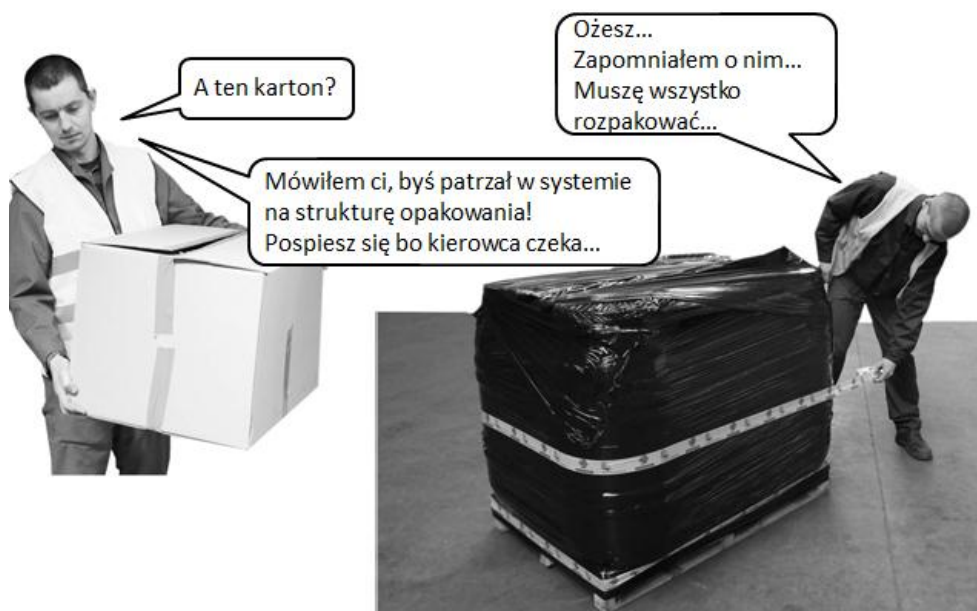 A ten karton?
Ożesz...
Zapomniałem o nim...
Muszę wszystko
rozpakować...
Mówiłem ci, byś patrzał w systemie
na strukturę opakowania!
Pospiesz się bo kierowca czeka...